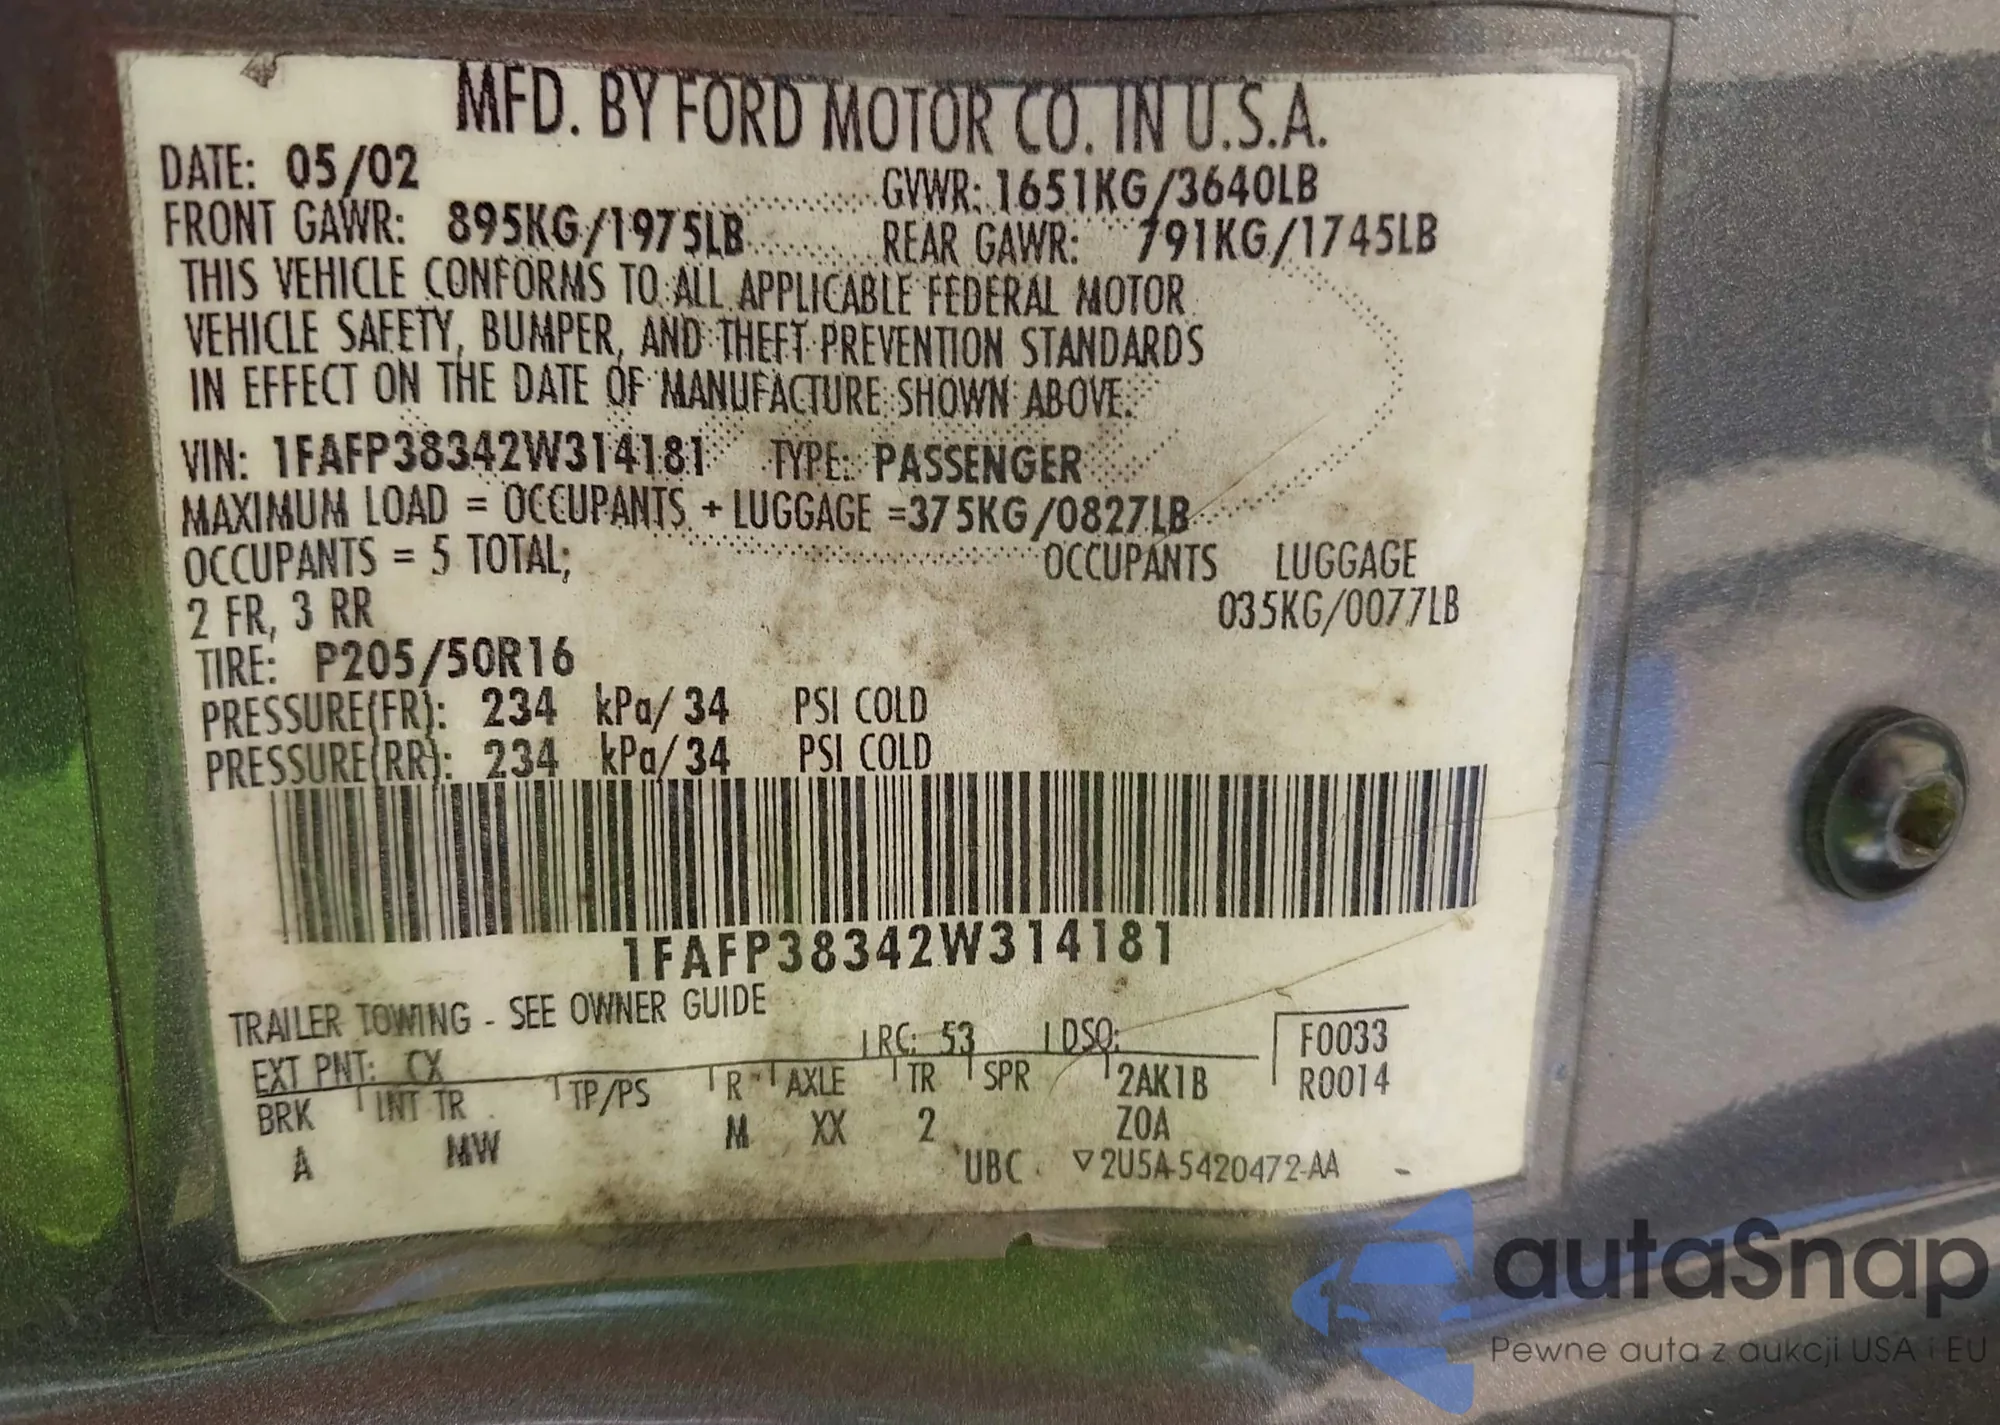 MFD. BY FORD MOTOR CO. IN U.S.A.
DATE: 05/02 GVWR: 1651KG/3640LB
FRONT GAWR: 895KG/1975LB REAR GAWR: 791KG/1745LB
THIS VEHICLE CONFORMS TO ALL APPLICABLE FEDERAL MOTOR
VEHICLE SAFETY, BUMPER, AND THEFT PREVENTION STANDARDS
IN EFFECT ON THE DATE OF MANUFACTURE SHOWN ABOVE.
VIN: 1FAFP38342W314181 TYPE: PASSENGER
MAXIMUM LOAD = OCCUPANTS + LUGGAGE =375KG/0827LB
OCCUPANTS = 5 TOTAL; OCCUPANTS LUGGAGE
2 FR, 3 RR 035KG/0077LB
TIRE: P205/50R16
PRESSURE(FR): 234 kPa/34 PSI COLD
PRESSURE(RR): 234 kPa/34 PSI COLD
1FAFP38342W314181
TRAILER TOWING - SEE OWNER GUIDE
EXT PNT: CX RC: 53 DSO: F0033
BRK INT TR TP/PS R AXLE TR SPR 2AK1B R0014
A MW M XX 2 Z0A
UBC ▽2U5A-5420472-AA
autaSnap
Pewne auta z aukcji USA i EU